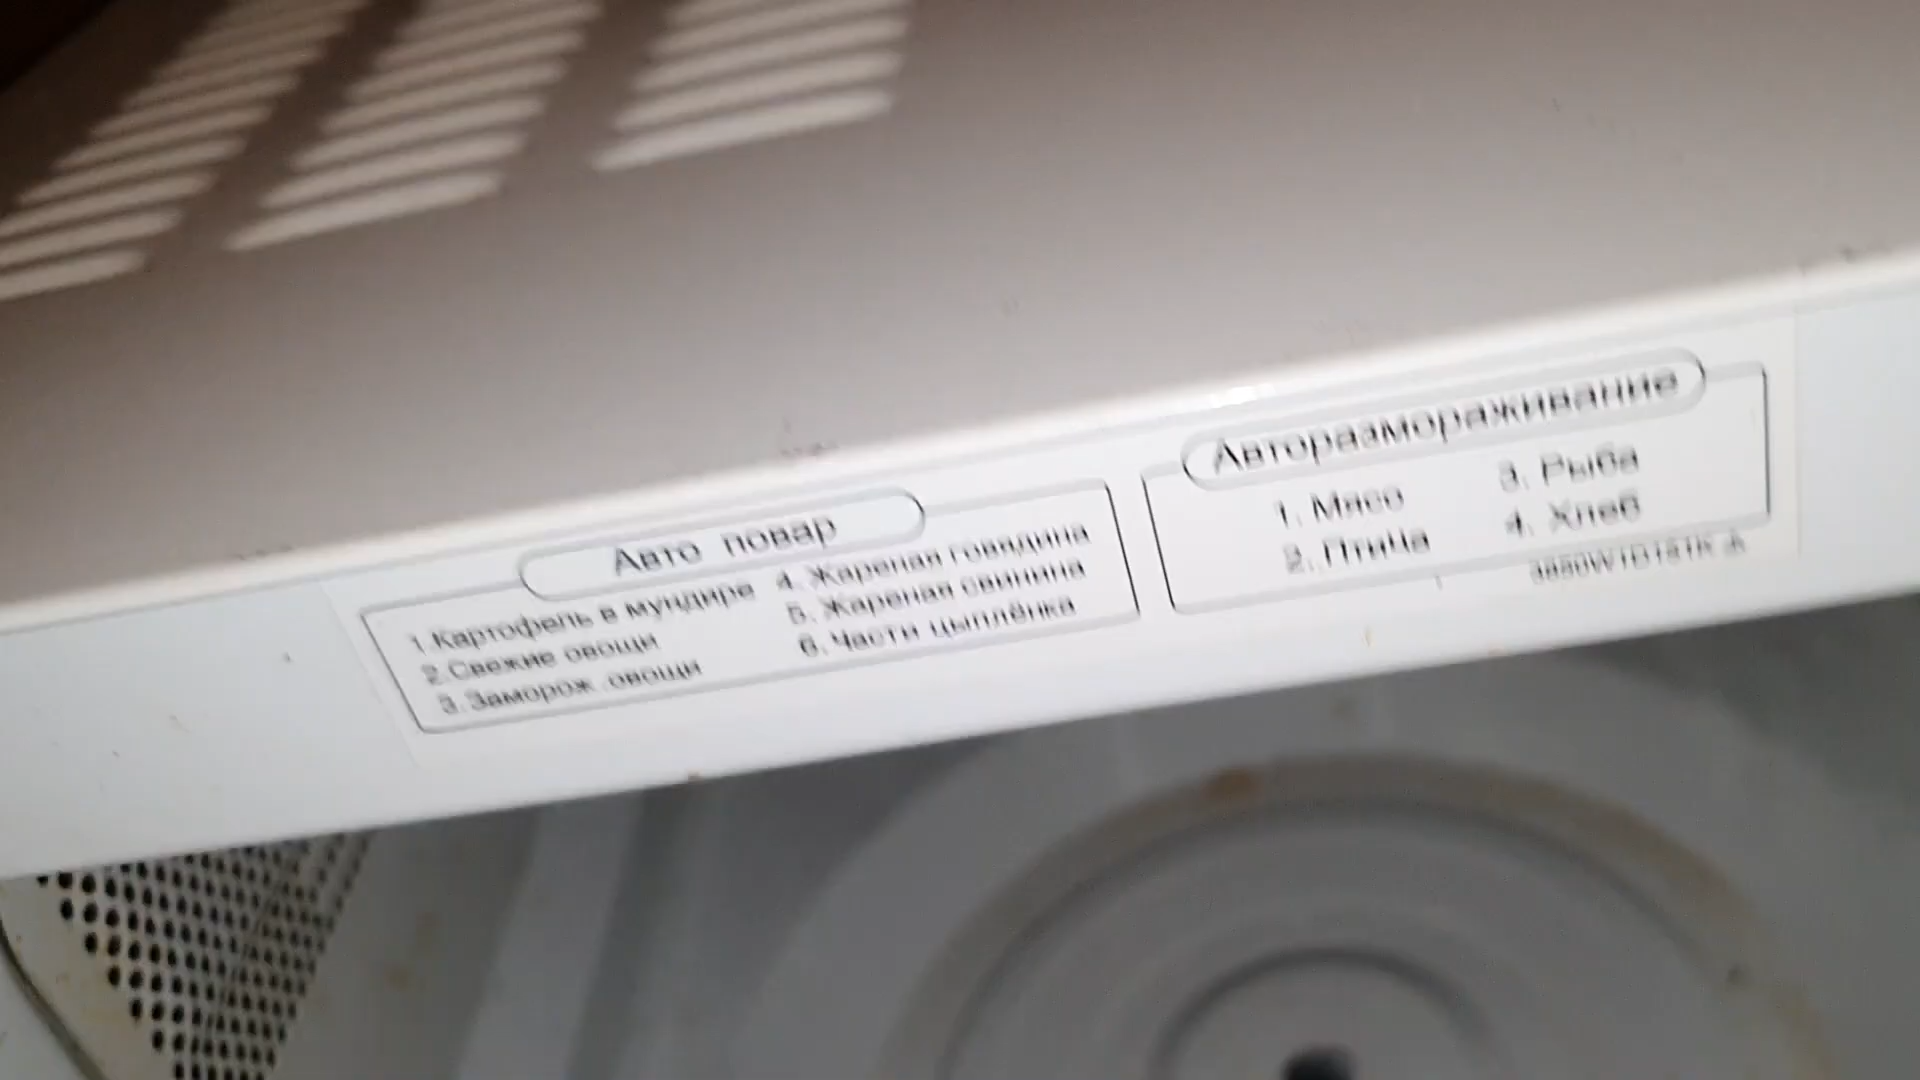 Авто повар
1.Картофель в мундире
2.Свежие овощи
3.Заморож .овощи
4. Жареная говядина
5. Жареная свинина
6. Части цыплёнка
Авторазмораживание
1. Мясо
2. Птица
3. Рыба
4. Хлеб